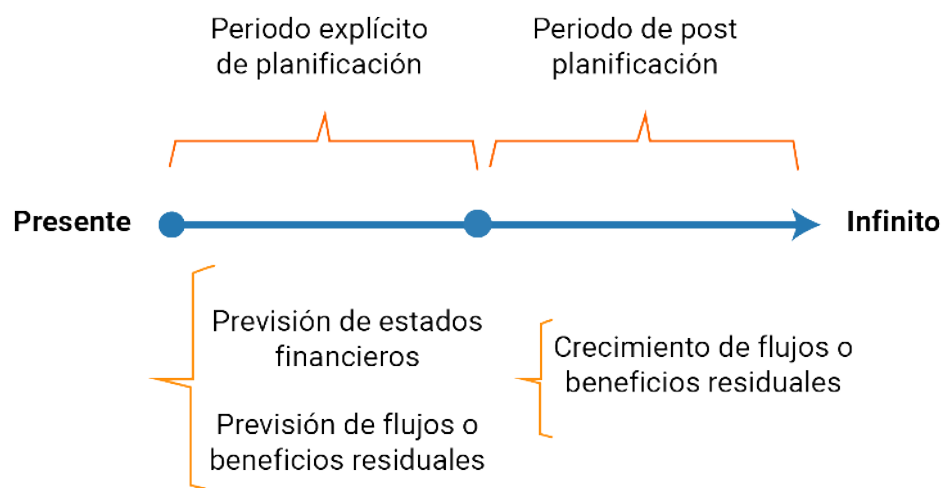 Periodo explícito
de planificación
Periodo de post
planificación
Presente
Infinito
Previsión de estados
financieros
Previsión de flujos o
beneficios residuales
Crecimiento de flujos o
beneficios residuales